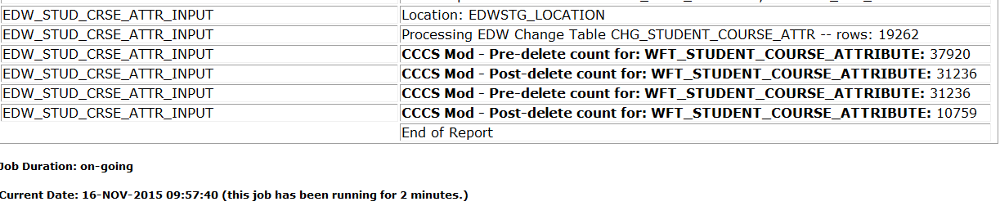 EDW_STUD_CRSE_ATTR_INPUT Location: EDWSTG_LOCATION
EDW_STUD_CRSE_ATTR_INPUT Processing EDW Change Table CHG_STUDENT_COURSE_ATTR -- rows: 19262
EDW_STUD_CRSE_ATTR_INPUT CCCS Mod - Pre-delete count for: WFT_STUDENT_COURSE_ATTRIBUTE: 37920
EDW_STUD_CRSE_ATTR_INPUT CCCS Mod - Post-delete count for: WFT_STUDENT_COURSE_ATTRIBUTE: 31236
EDW_STUD_CRSE_ATTR_INPUT CCCS Mod - Pre-delete count for: WFT_STUDENT_COURSE_ATTRIBUTE: 31236
EDW_STUD_CRSE_ATTR_INPUT CCCS Mod - Post-delete count for: WFT_STUDENT_COURSE_ATTRIBUTE: 10759
End of Report
Job Duration: on-going
Current Date: 16-NOV-2015 09:57:40 (this job has been running for 2 minutes.)